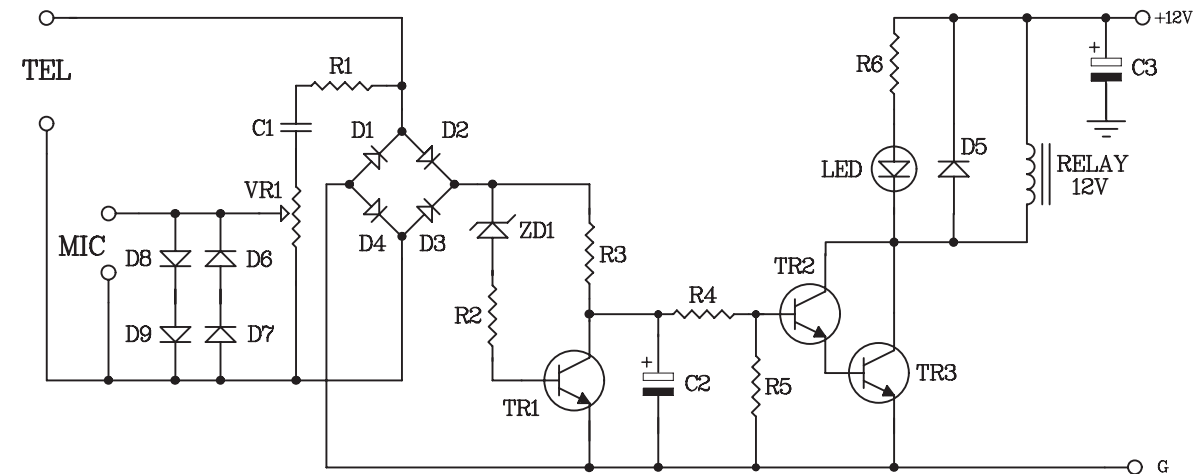 +12V
TEL
R1
R6
+
C3
C1
D1
D2
LED
D5
RELAY
12V
VR1
MIC
D8
D6
D4
D3
ZD1
R3
TR2
R2
R4
D9
D7
+
C2
R5
TR3
TR1
G